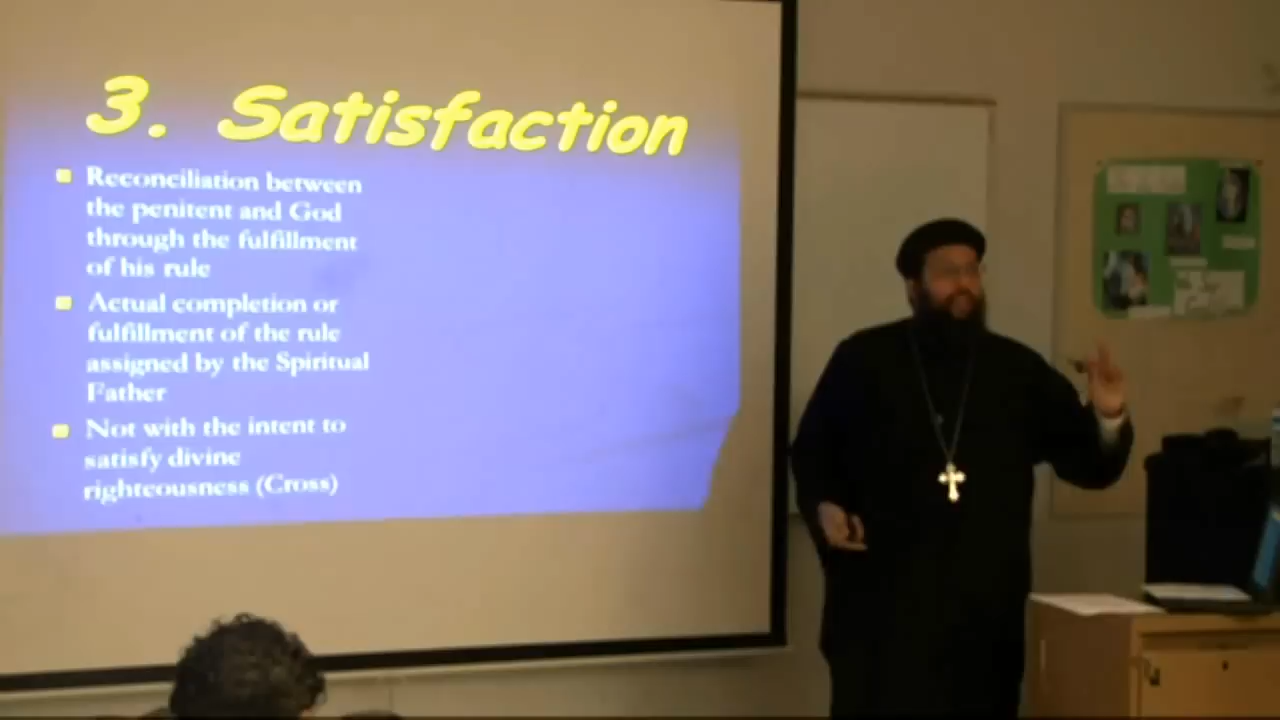 3. Satisfaction
Reconciliation between
the penitent and God
through the fulfillment
of his rule
Actual completion or
fulfillment of the rule
assigned by the Spiritual
Father
Not with the intent to
satisfy divine
righteousness (Cross)